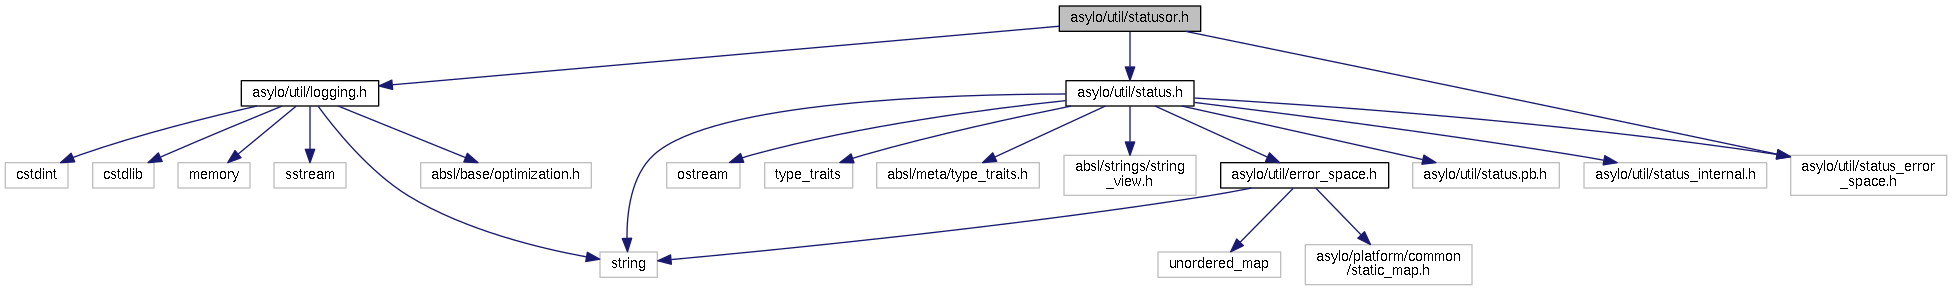 asylo/util/statusor.h
asylo/util/logging.h
asylo/util/status.h
cstdint
cstdlib
memory
sstream
absl/base/optimization.h
ostream
type_traits
absl/meta/type_traits.h
absl/strings/string
_view.h
asylo/util/error_space.h
asylo/util/status.pb.h
asylo/util/status_internal.h
asylo/util/status_error
_space.h
string
unordered_map
asylo/platform/common
/static_map.h